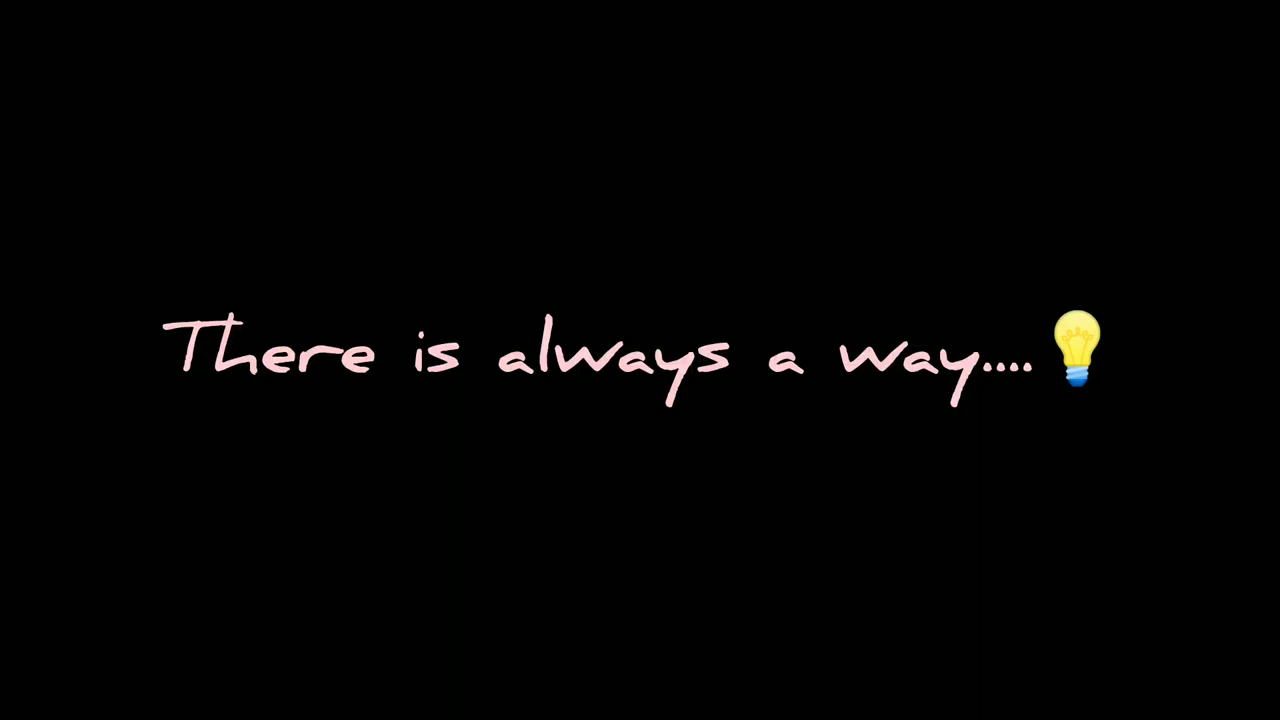 There is always a way....💡